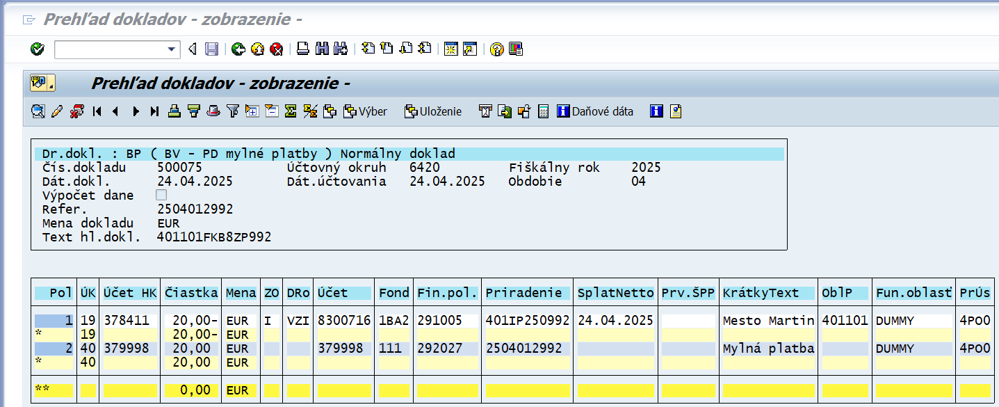 Prehľad dokladov - zobrazenie -
Prehľad dokladov - zobrazenie -
Výber Uloženie Daňové dáta
Dr.dokl. : BP ( BV - PD mylné platby ) Normálny doklad
Čís.dokladu 500075 Účtovný okruh 6420 Fiškálny rok 2025
Dát.dokl. 24.04.2025 Dát.účtovania 24.04.2025 Obdobie 04
Výpočet dane
Refer. 2504012992
Mena dokladu EUR
Text hl.dokl. 401101FKB8ZP992
Pol ÚK Účet HK Čiastka Mena ZO DRo Účet Fond Fin.pol. Priradenie SplatNetto Prv.ŠPP KrátkyText OblP Fun.oblasť PrÚs
1 19 378411 20,00- EUR I VZI 8300716 1BA2 291005 401IP250992 24.04.2025 Mesto Martin 401101 DUMMY 4PO0
* 19 20,00- EUR
2 40 379998 20,00 EUR 379998 111 292027 2504012992 Mylná platba DUMMY 4PO0
* 40 20,00 EUR
** 0,00 EUR